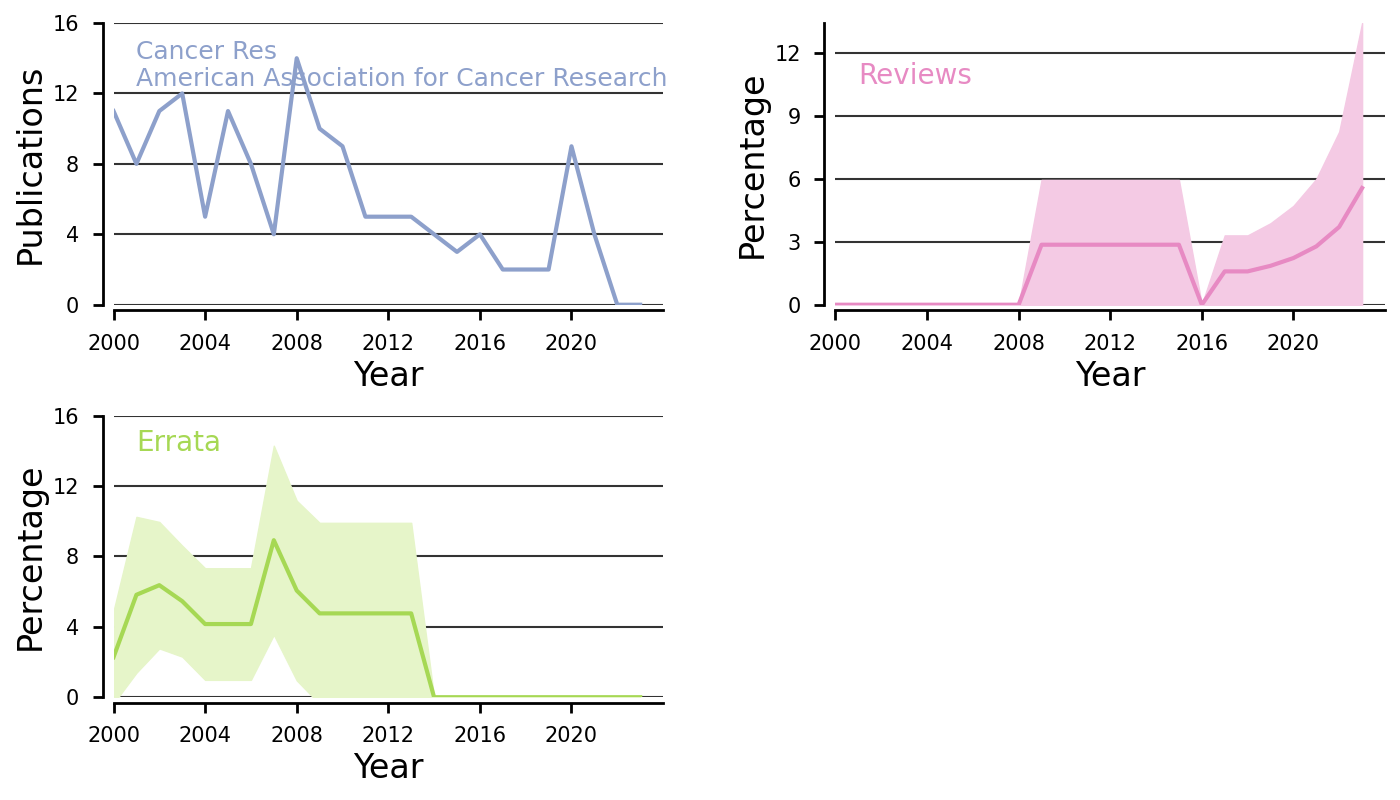 Publications
16
12
8
4
0
Cancer Res
American Association for Cancer Research
2000 2004 2008 2012 2016 2020
Year
Percentage
12
9
6
3
0
Reviews
2000 2004 2008 2012 2016 2020
Year
Percentage
16
12
8
4
0
Errata
2000 2004 2008 2012 2016 2020
Year